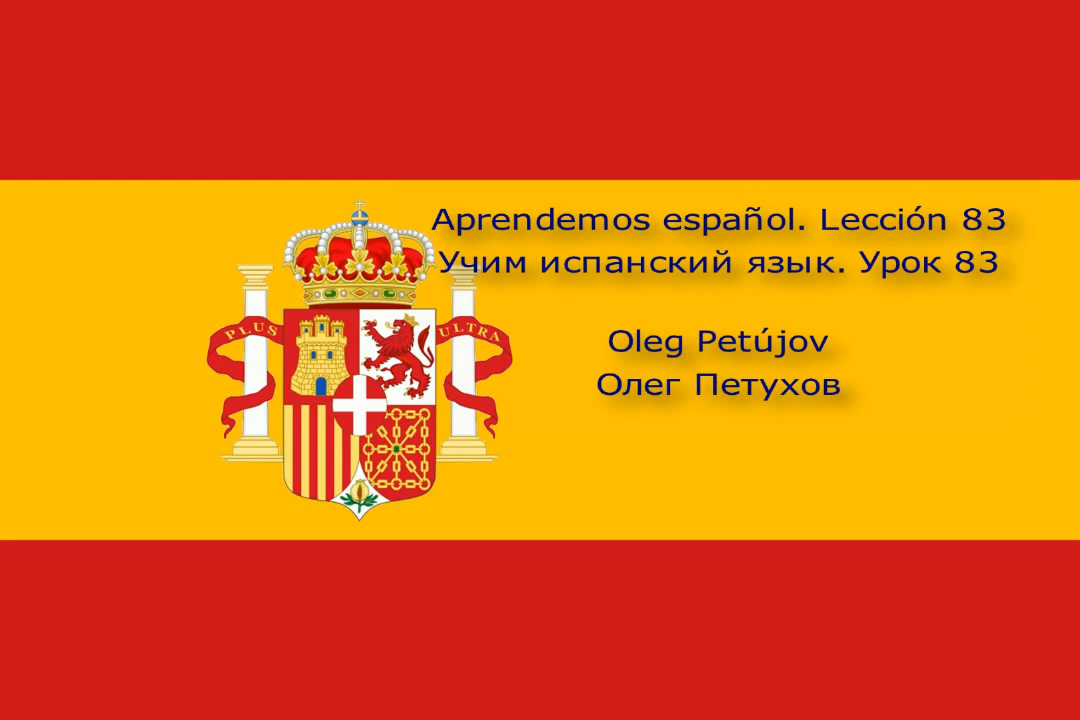 Aprendemos español. Lección 83
Учим испанский язык. Урок 83
PLUS ULTRA
Oleg Petújov
Олег Петухов